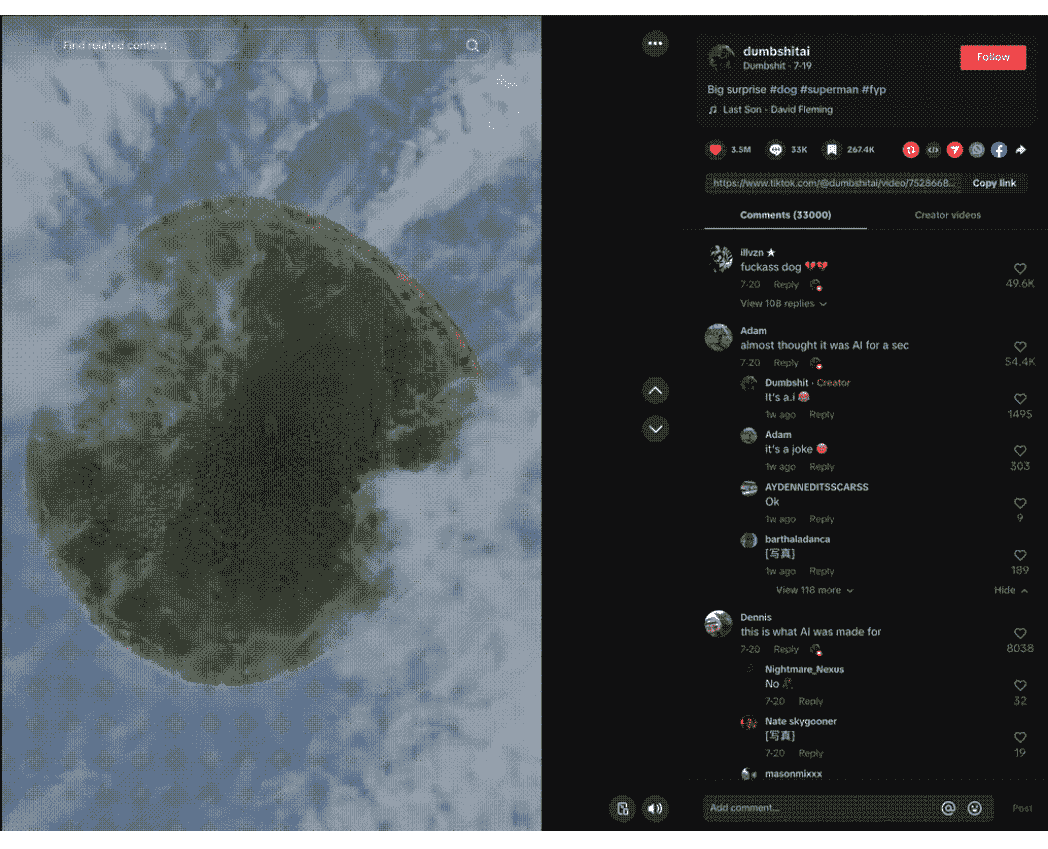 Find related content
dumbshitai
Dumbshit · 7-19
Follow
Big surprise #dog #superman #fyp
Last Son - David Fleming
3.5M
33K
267.4K
https://www.tiktok.com/@dumbshitai/video/7528668...
Copy link
Comments (33000)
Creator videos
illvzn ★
fuckass dog 💔💔
7-20 Reply
49.6K
View 108 replies
Adam
almost thought it was AI for a sec
7-20 Reply
54.4K
Dumbshit · Creator
It's a.i
1w ago Reply
1495
Adam
it's a joke
1w ago Reply
303
AYDENNEDITSSCARSS
Ok
1w ago Reply
9
barthaladanca
[写真]
1w ago Reply
189
View 118 more
Hide
Dennis
this is what AI was made for
7-20 Reply
8038
Nightmare_Nexus
No
7-20 Reply
32
Nate skygooner
[写真]
7-20 Reply
19
masonmixxx
Add comment...
Post